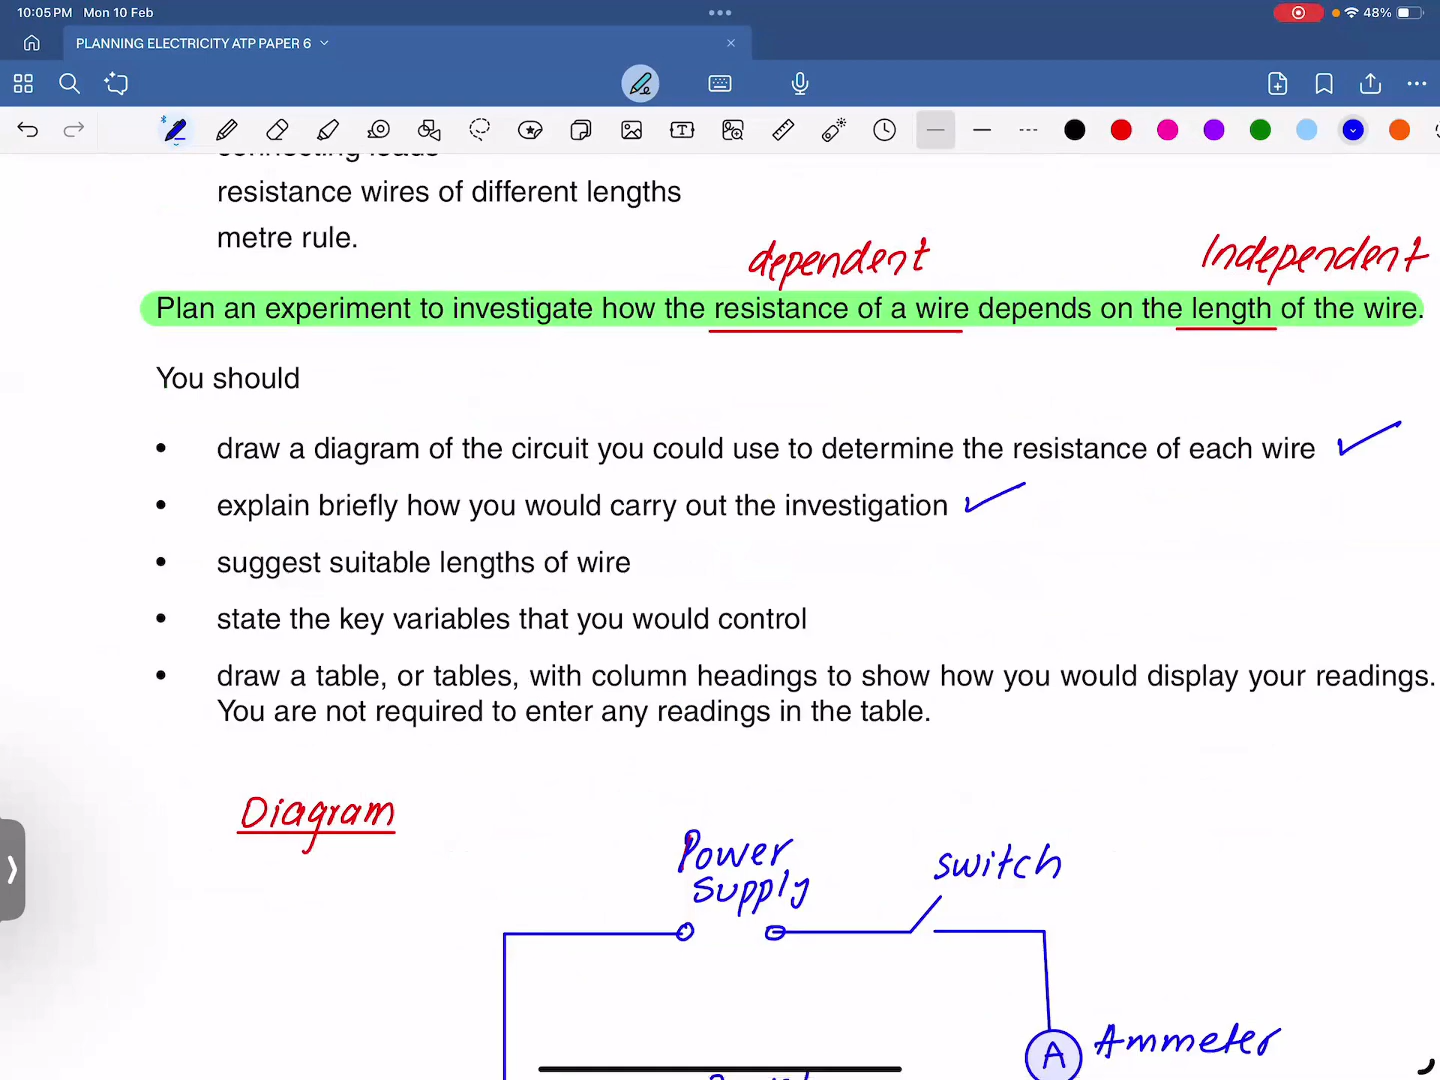 10:05 PM Mon 10 Feb
48%
PLANNING ELECTRICITY ATP PAPER 6
connecting leads
resistance wires of different lengths
metre rule.
dependent Independent
Plan an experiment to investigate how the resistance of a wire depends on the length of the wire.
You should
• draw a diagram of the circuit you could use to determine the resistance of each wire
• explain briefly how you would carry out the investigation
• suggest suitable lengths of wire
• state the key variables that you would control
• draw a table, or tables, with column headings to show how you would display your readings.
You are not required to enter any readings in the table.
Diagram
Power
supply
switch
A Ammeter